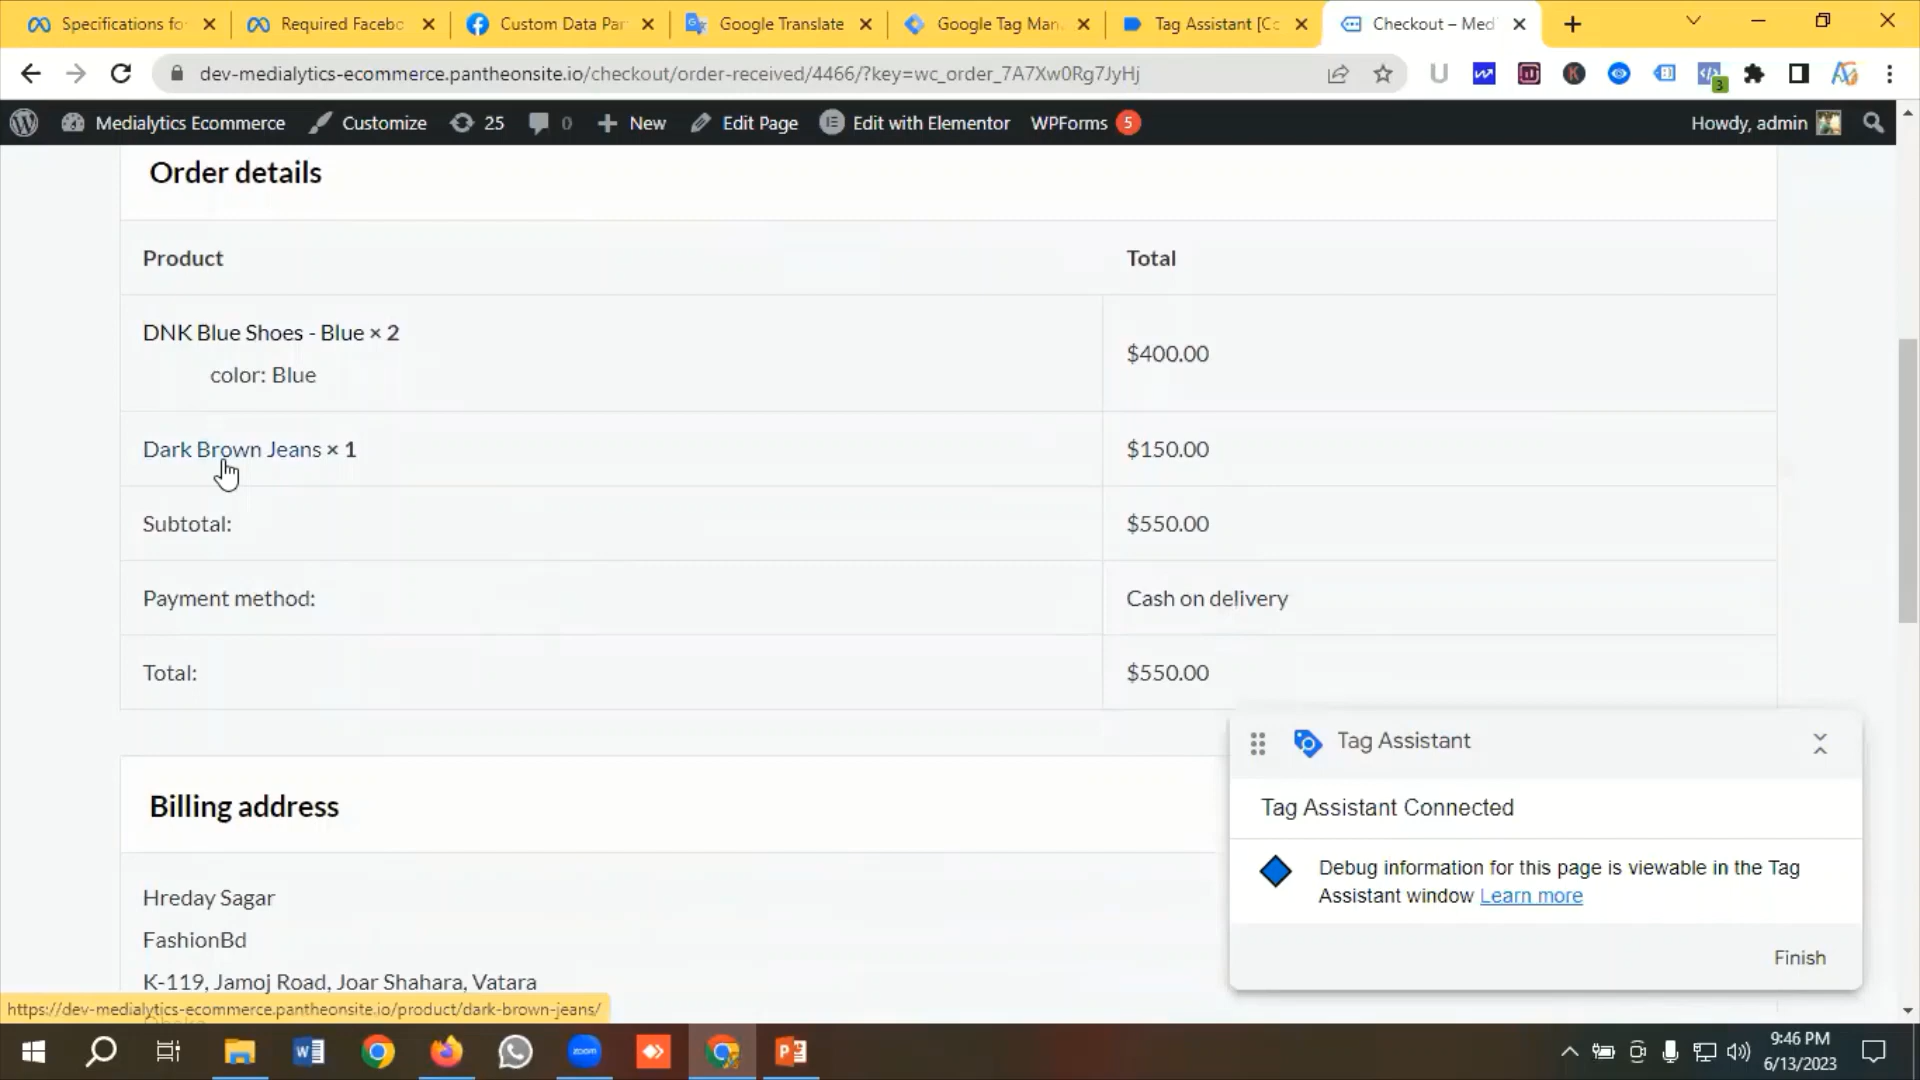 Specifications fo
Required Facebo
Custom Data Par
Google Translate
Google Tag Man
Tag Assistant [Co
Checkout – Med
dev-medialytics-ecommerce.pantheonsite.io/checkout/order-received/4466/?key=wc_order_7A7Xw0Rg7JyHj
3
Medialytics Ecommerce
Customize
25
0
New
Edit Page
Edit with Elementor
WPForms 5
Howdy, admin
Order details
Product Total
DNK Blue Shoes - Blue × 2
color: Blue
$400.00
Dark Brown Jeans × 1 $150.00
Subtotal: $550.00
Payment method: Cash on delivery
Total: $550.00
Tag Assistant
Tag Assistant Connected
Debug information for this page is viewable in the Tag
Assistant window Learn more
Finish
Billing address
Hreday Sagar
FashionBd
K-119, Jamoj Road, Joar Shahara, Vatara
https://dev-medialytics-ecommerce.pantheonsite.io/product/dark-brown-jeans/
zoom
9:46 PM
6/13/2023